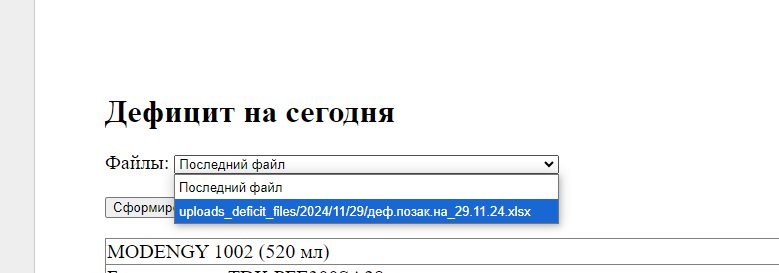 Дефицит на сегодня
Файлы: Последний файл
Последний файл
uploads_deficit_files/2024/11/29/деф.позак.на_29.11.24.xlsx
MODENGY 1002 (520 мл)